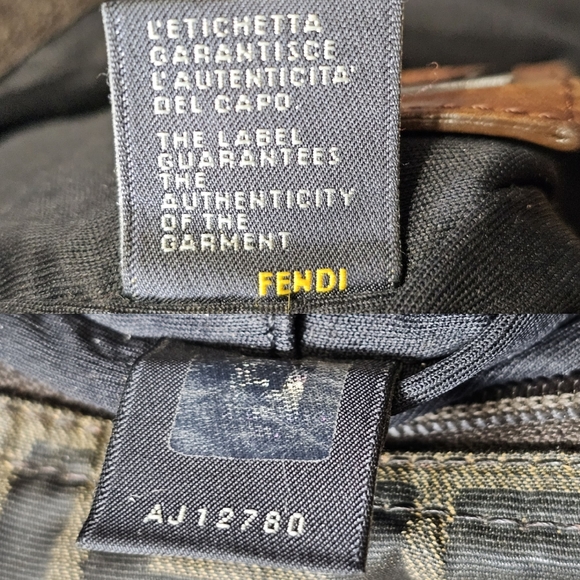 L'ETICHETTA
GARANTISCE
L'AUTENTICITA'
DEL CAPO.
THE LABEL
GUARANTEES
THE
AUTHENTICITY
OF THE
GARMENT
FENDI
AJ12780